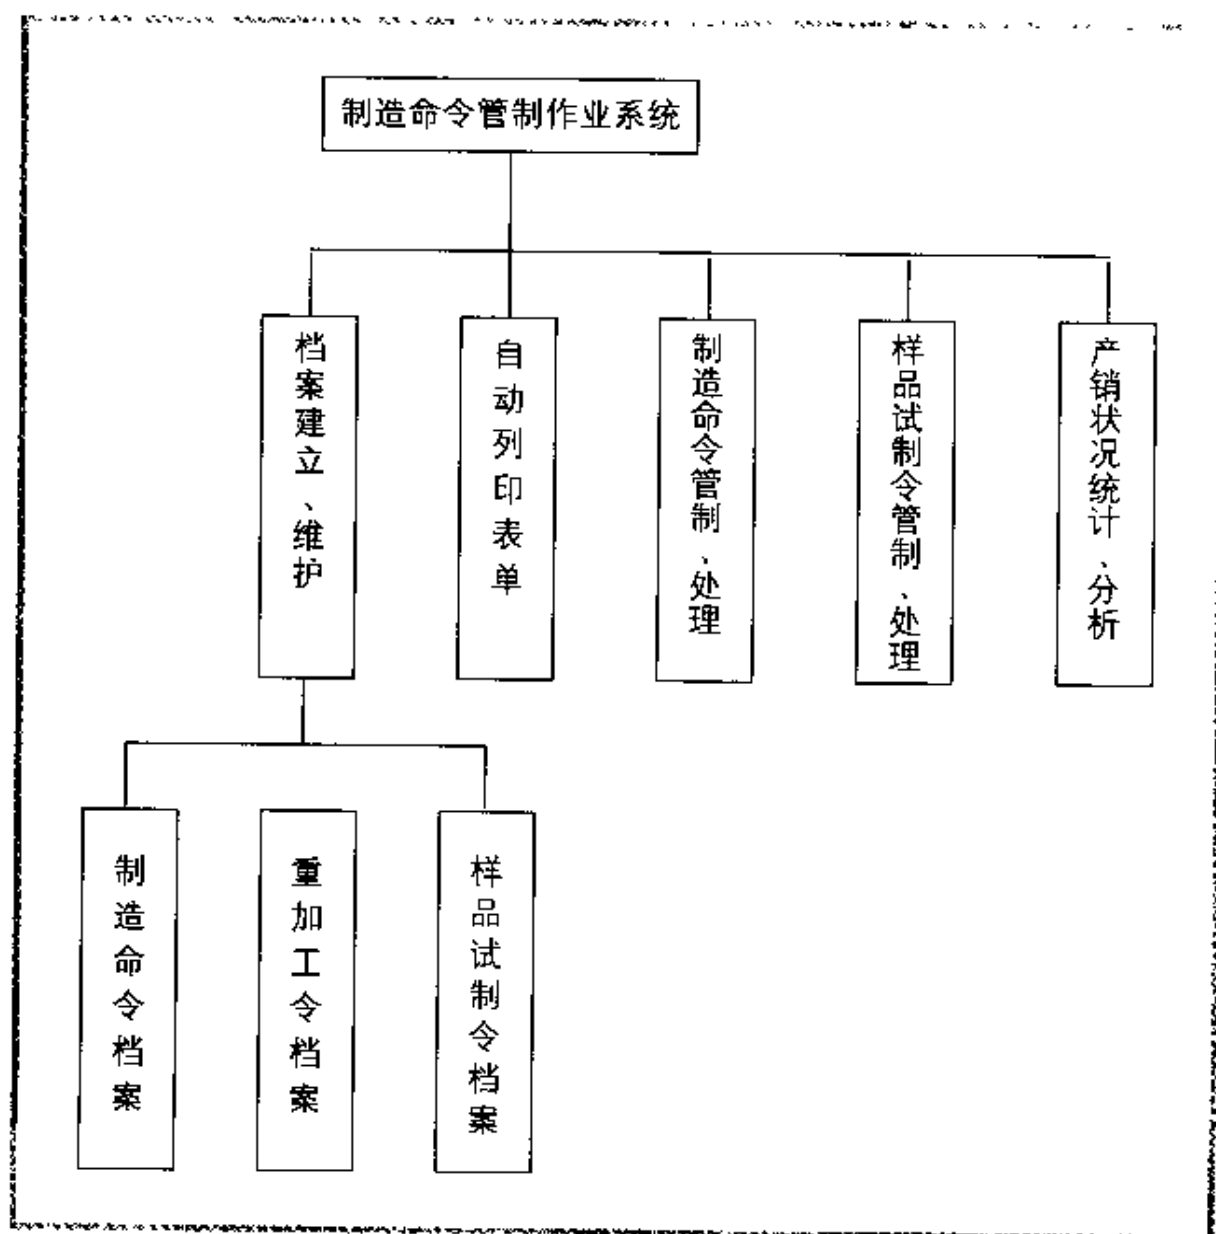 制造命令管制作业系统
档案建立、维护
自动列印表单
制造命令管制、处理
样品试制令管制、处理
产销状况统计、分析
制造命令档案
重加工令档案
样品试制令档案